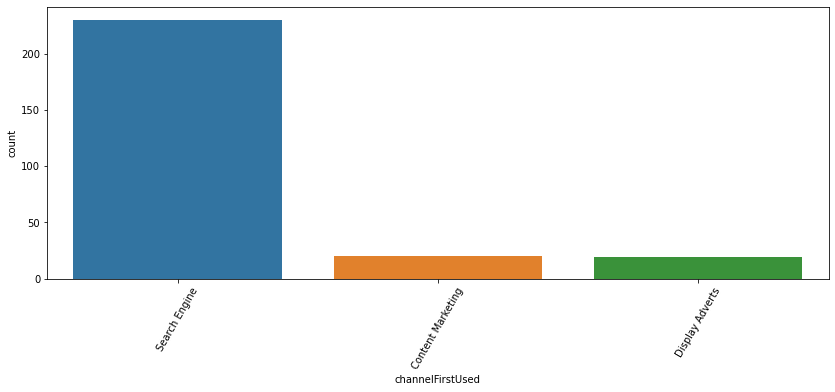 count
200
150
100
50
0
Search Engine
Content Marketing
Display Adverts
channelFirstUsed